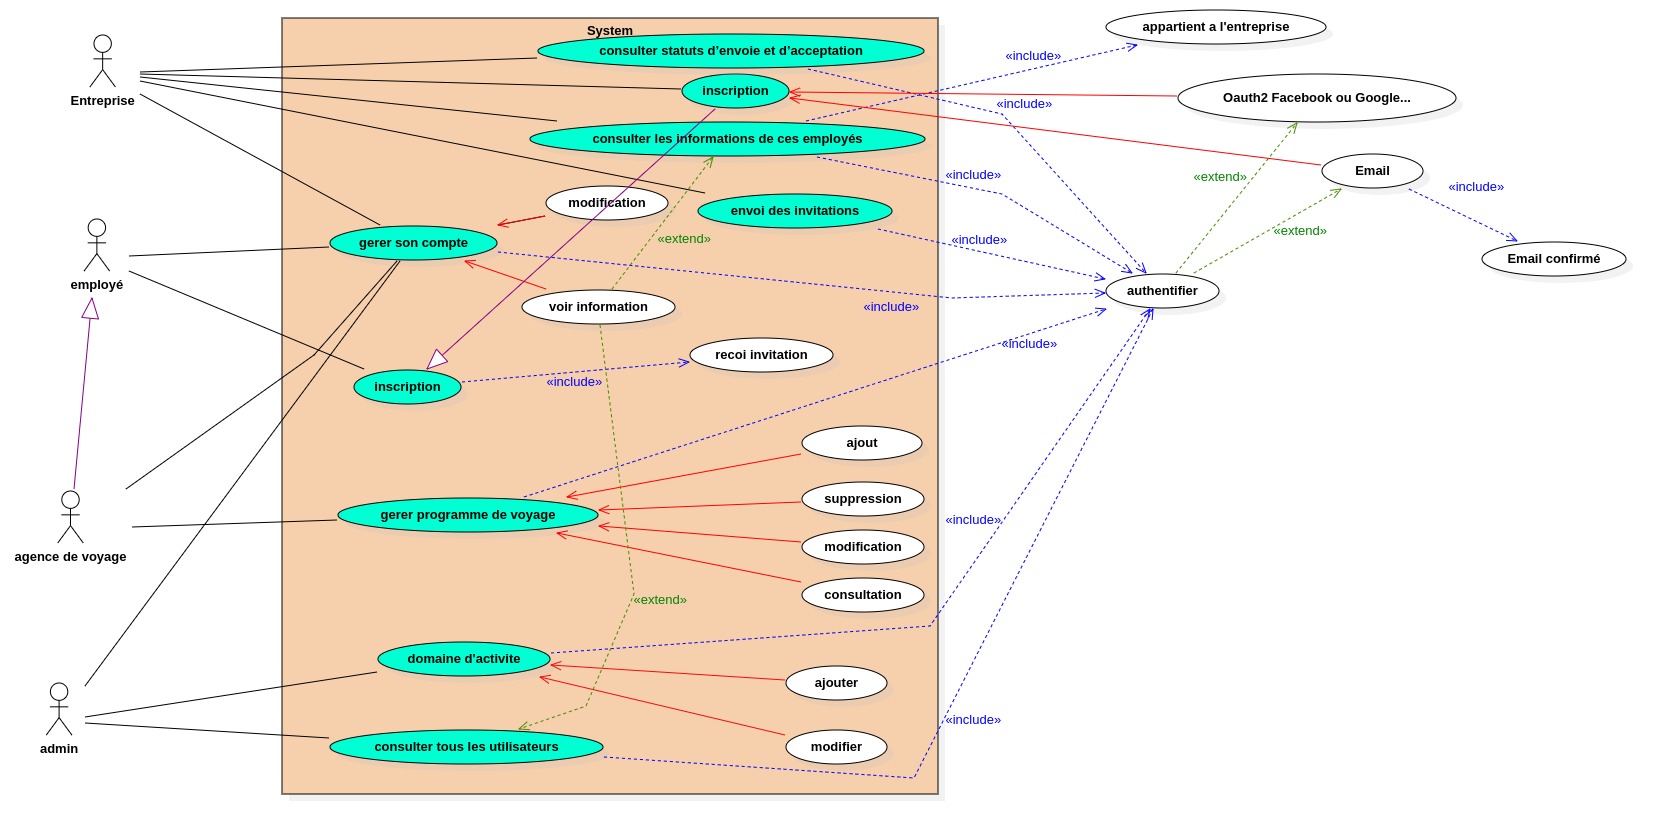 System
consulter statuts d’envoie et d’acceptation
appartient a l'entreprise
«include»
Entreprise
inscription
Oauth2 Facebook ou Google...
«include»
consulter les informations de ces employés
Email
«include»
«extend»
«include»
modification
envoi des invitations
gerer son compte
«extend»
«include»
«extend»
Email confirmé
employé
authentifier
voir information
«include»
«include»
recoi invitation
inscription
«include»
ajout
suppression
gerer programme de voyage
«include»
modification
agence de voyage
consultation
«extend»
domaine d'activite
ajouter
«include»
admin
consulter tous les utilisateurs
modifier